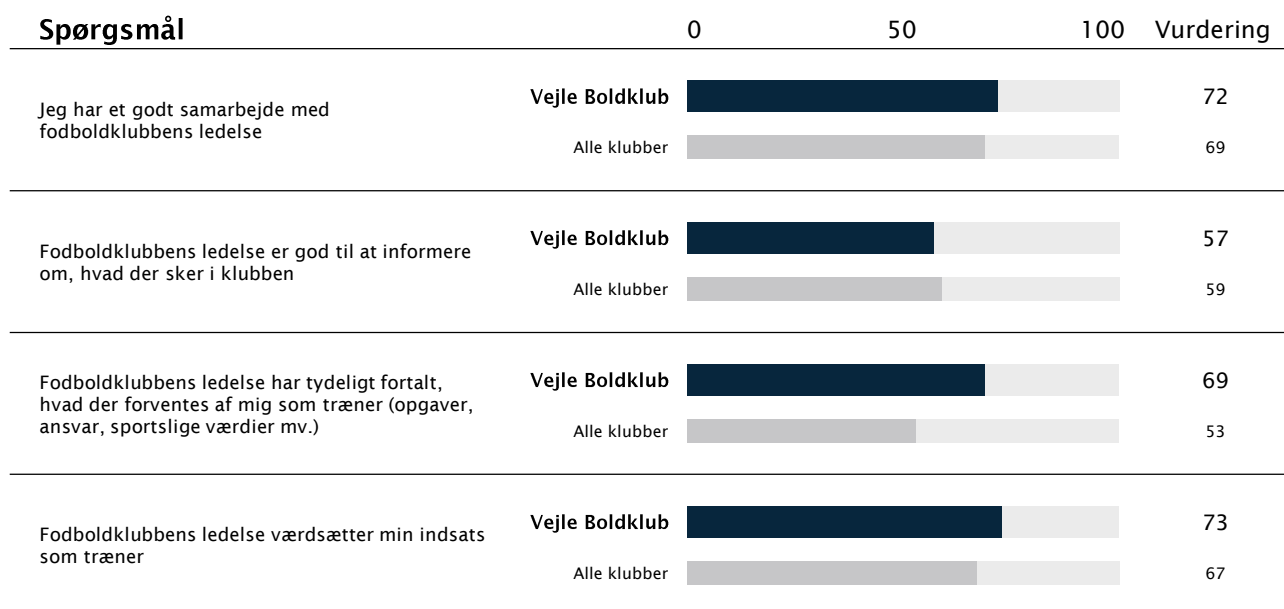 Spørgsmål 0 50 100 Vurdering
Jeg har et godt samarbejde med
fodboldklubbens ledelse
Vejle Boldklub 72
Alle klubber 69
Fodboldklubbens ledelse er god til at informere
om, hvad der sker i klubben
Vejle Boldklub 57
Alle klubber 59
Fodboldklubbens ledelse har tydeligt fortalt,
hvad der forventes af mig som træner (opgaver,
ansvar, sportslige værdier mv.)
Vejle Boldklub 69
Alle klubber 53
Fodboldklubbens ledelse værdsætter min indsats
som træner
Vejle Boldklub 73
Alle klubber 67